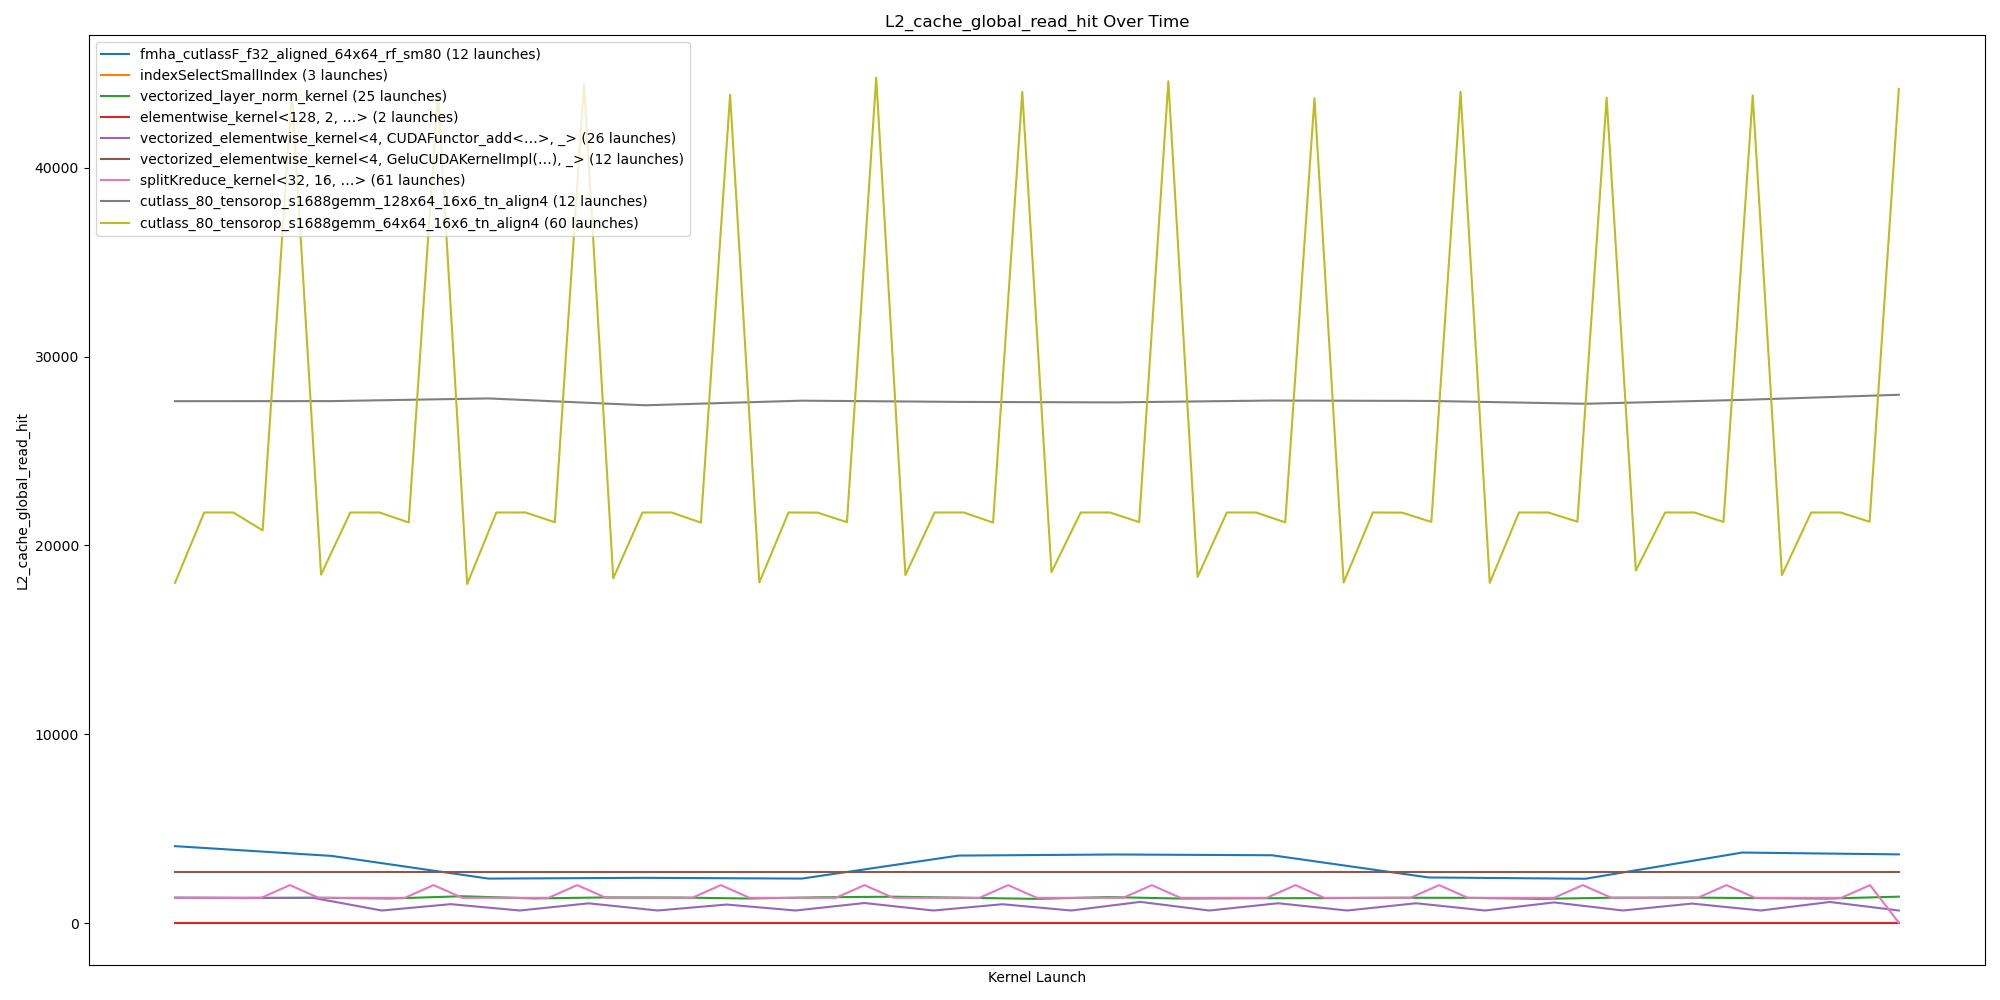 L2_cache_global_read_hit Over Time
fmha_cutlassF_f32_aligned_64x64_rf_sm80 (12 launches)
indexSelectSmallIndex (3 launches)
vectorized_layer_norm_kernel (25 launches)
elementwise_kernel<128, 2, ...> (2 launches)
vectorized_elementwise_kernel<4, CUDAFunctor_add<...>, _> (26 launches)
vectorized_elementwise_kernel<4, GeluCUDAKernelImpl(...), _> (12 launches)
splitKreduce_kernel<32, 16, ...> (61 launches)
cutlass_80_tensorop_s1688gemm_128x64_16x6_tn_align4 (12 launches)
cutlass_80_tensorop_s1688gemm_64x64_16x6_tn_align4 (60 launches)
40000
30000
20000
10000
0
L2_cache_global_read_hit
Kernel Launch